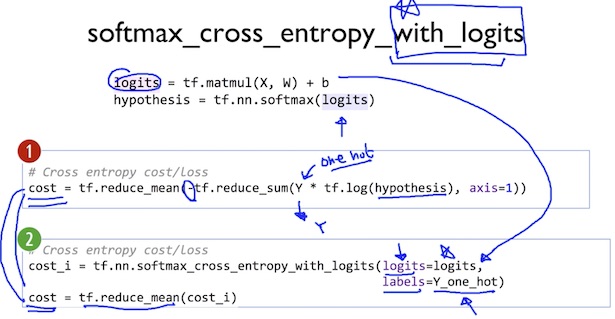 softmax_cross_entropy_with_logits
logits = tf.matmul(X, W) + b
hypothesis = tf.nn.softmax(logits)
one hot
1
# Cross entropy cost/loss
cost = tf.reduce_mean(-tf.reduce_sum(Y * tf.log(hypothesis), axis=1))
Y
2
# Cross entropy cost/loss
cost_i = tf.nn.softmax_cross_entropy_with_logits(logits=logits,
labels=Y_one_hot)
cost = tf.reduce_mean(cost_i)